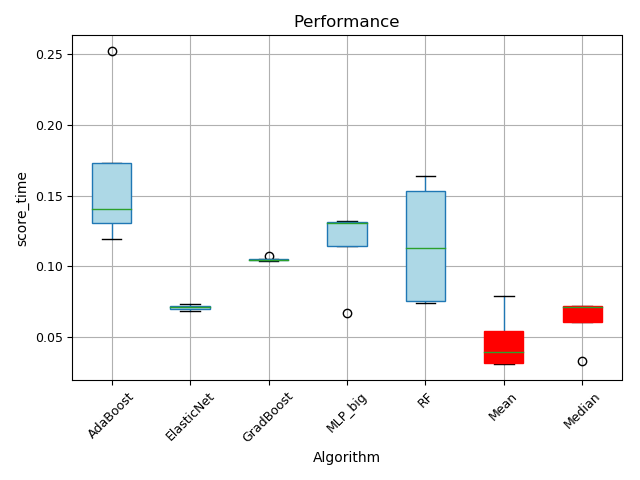 Performance
score_time
0.25
0.20
0.15
0.10
0.05
AdaBoost
ElasticNet
GradBoost
MLP_big
RF
Mean
Median
Algorithm